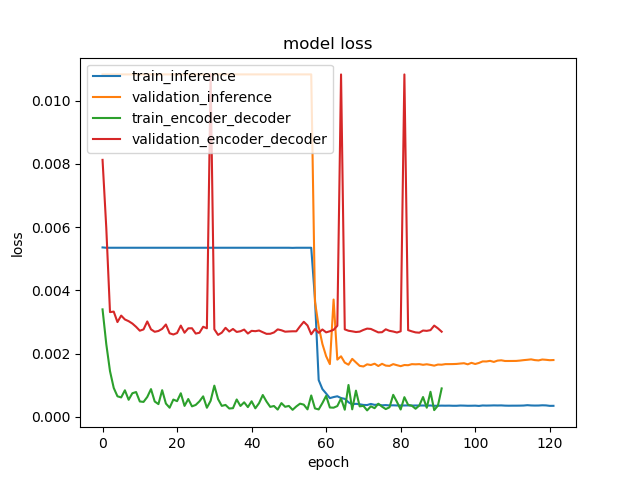 model loss
train_inference
validation_inference
train_encoder_decoder
validation_encoder_decoder
0.010
0.008
0.006
0.004
0.002
0.000
loss
0 20 40 60 80 100 120
epoch